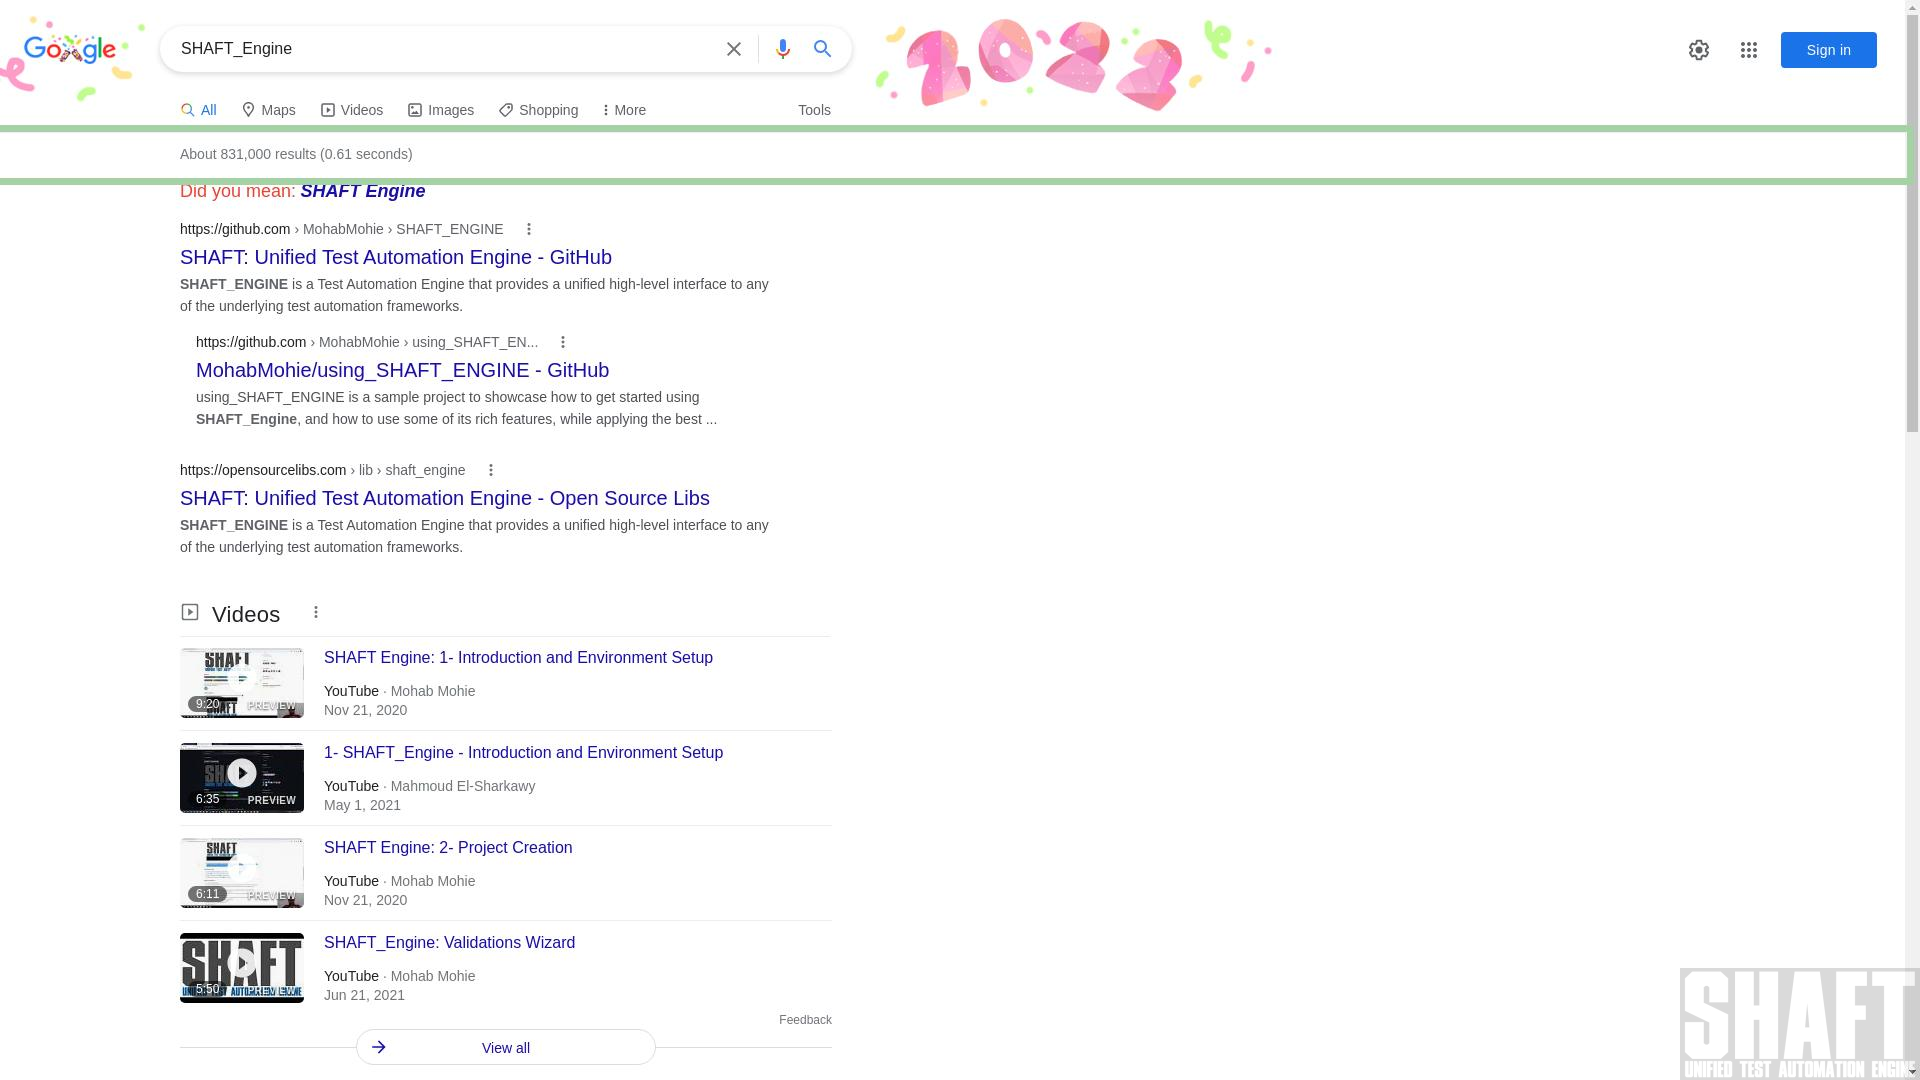 Google
SHAFT_Engine
2022
Sign in
All
Maps
Videos
Images
Shopping
More
Tools
About 831,000 results (0.61 seconds)
Did you mean: SHAFT Engine
https://github.com › MohabMohie › SHAFT_ENGINE
SHAFT: Unified Test Automation Engine - GitHub
SHAFT_ENGINE is a Test Automation Engine that provides a unified high-level interface to any
of the underlying test automation frameworks.
https://github.com › MohabMohie › using_SHAFT_EN...
MohabMohie/using_SHAFT_ENGINE - GitHub
using_SHAFT_ENGINE is a sample project to showcase how to get started using
SHAFT_Engine, and how to use some of its rich features, while applying the best ...
https://opensourcelibs.com › lib › shaft_engine
SHAFT: Unified Test Automation Engine - Open Source Libs
SHAFT_ENGINE is a Test Automation Engine that provides a unified high-level interface to any
of the underlying test automation frameworks.
Videos
SHAFT
9:20
PREVIEW
SHAFT Engine: 1- Introduction and Environment Setup
YouTube · Mohab Mohie
Nov 21, 2020
6:35
PREVIEW
1- SHAFT_Engine - Introduction and Environment Setup
YouTube · Mahmoud El-Sharkawy
May 1, 2021
SHAFT
6:11
PREVIEW
SHAFT Engine: 2- Project Creation
YouTube · Mohab Mohie
Nov 21, 2020
SHAFT
UNIFIED TEST AUTOMATION ENGINE
5:50
PREVIEW
SHAFT_Engine: Validations Wizard
YouTube · Mohab Mohie
Jun 21, 2021
Feedback
View all
SHAFT
UNIFIED TEST AUTOMATION ENGINE